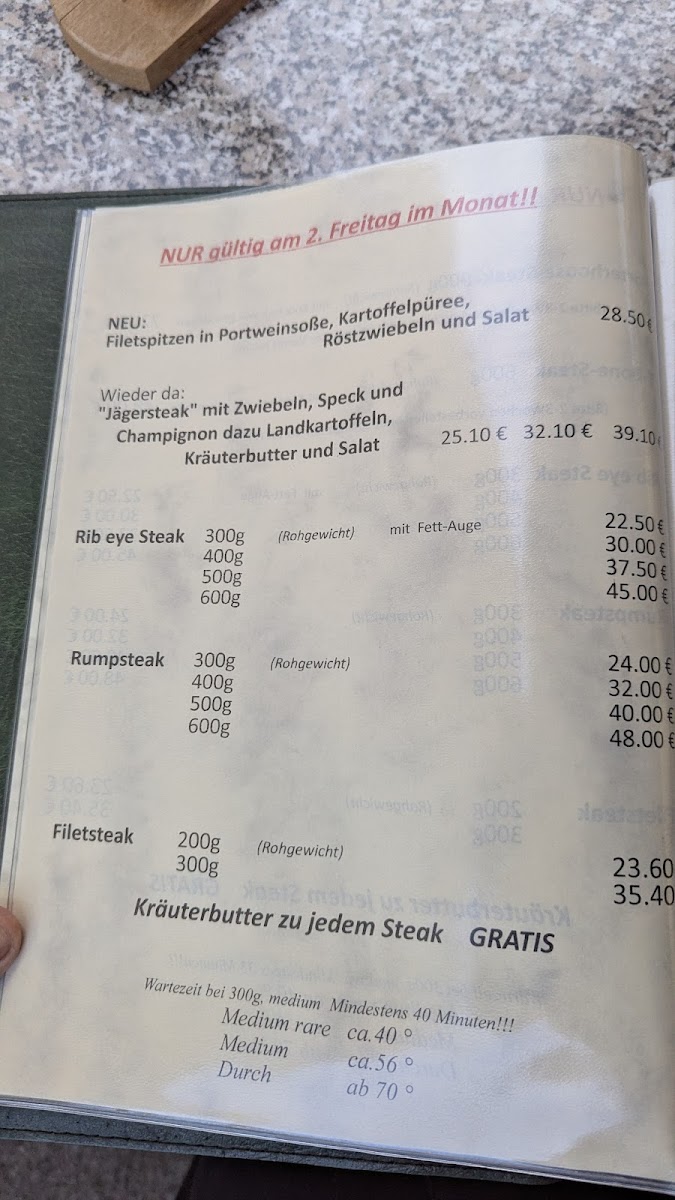 NUR gültig am 2. Freitag im Monat!!
NEU:
Filetspitzen in Portweinsoße, Kartoffelpüree,
Röstzwiebeln und Salat 28.50€
Wieder da:
"Jägersteak" mit Zwiebeln, Speck und
Champignon dazu Landkartoffeln,
Kräuterbutter und Salat 25.10 € 32.10 € 39.10€
Rib eye Steak 300g (Rohgewicht) mit Fett-Auge 22.50€
400g 30.00€
500g 37.50€
600g 45.00€
Rumpsteak 300g (Rohgewicht) 24.00€
400g 32.00€
500g 40.00€
600g 48.00€
Filetsteak 200g (Rohgewicht) 23.60
300g 35.40
Kräuterbutter zu jedem Steak GRATIS
Wartezeit bei 300g, medium Mindestens 40 Minuten!!!
Medium rare ca.40 °
Medium ca.56 °
Durch ab 70 °